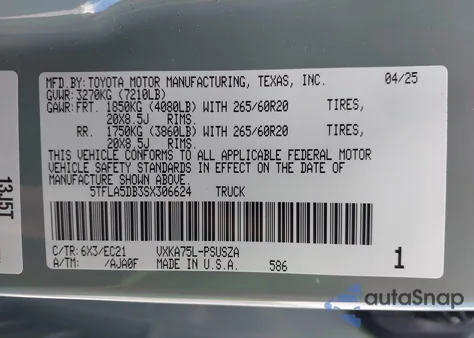 MFD.BY: TOYOTA MOTOR MANUFACTURING, TEXAS, INC. 04/25
GVWR: 3270KG (7210LB)
GAWR: FRT. 1850KG (4080LB) WITH 265/60R20 TIRES,
20X8.5J RIMS.
RR. 1750KG (3860LB) WITH 265/60R20 TIRES,
20X8.5J RIMS.
THIS VEHICLE CONFORMS TO ALL APPLICABLE FEDERAL MOTOR
VEHICLE SAFETY STANDARDS IN EFFECT ON THE DATE OF
MANUFACTURE SHOWN ABOVE
5TFLA5DB3SX306624 TRUCK
C/TR: 6X3/EC21 VXKA75L-PSUSZA
A/TM: /AJA0F MADE IN U.S.A. 586 1
13J5T
autoSnap